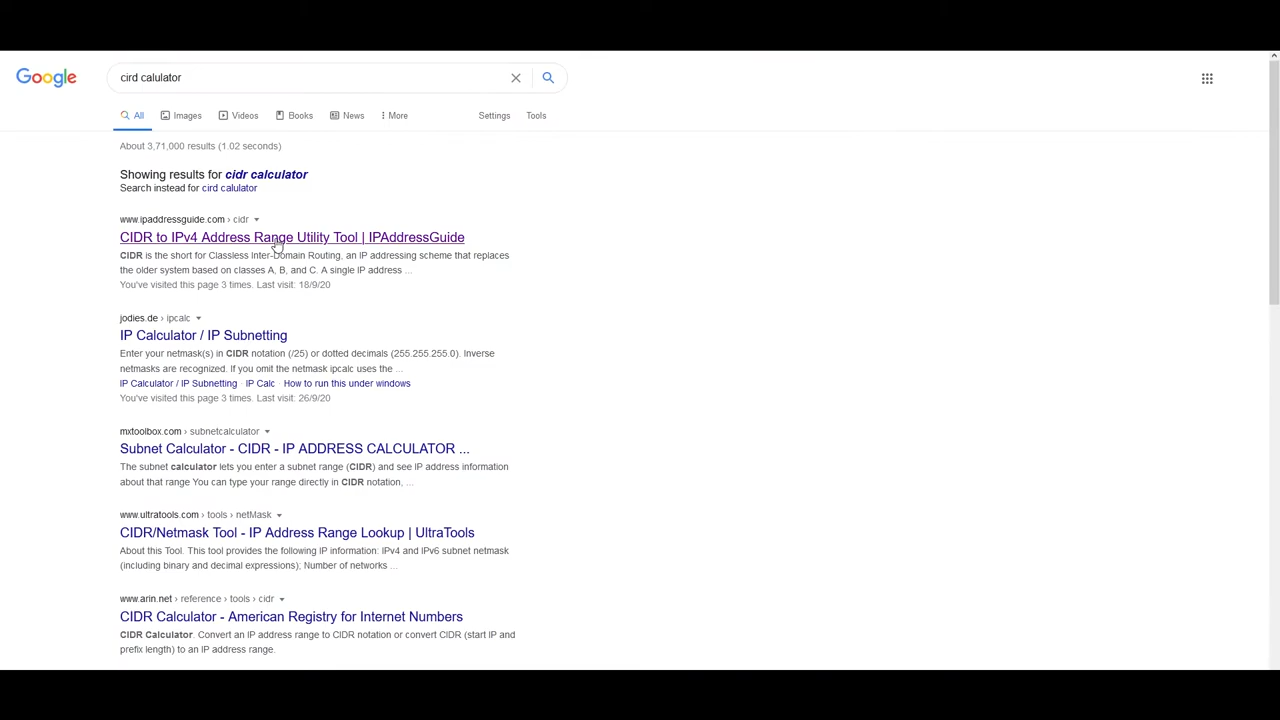 Google
cird calulator
All Images Videos Books News More Settings Tools
About 3,71,000 results (1.02 seconds)
Showing results for cidr calculator
Search instead for cird calulator
www.ipaddressguide.com › cidr
CIDR to IPv4 Address Range Utility Tool | IPAddressGuide
CIDR is the short for Classless Inter-Domain Routing, an IP addressing scheme that replaces
the older system based on classes A, B, and C. A single IP address ...
You've visited this page 3 times. Last visit: 18/9/20
jodies.de › ipcalc
IP Calculator / IP Subnetting
Enter your netmask(s) in CIDR notation (/25) or dotted decimals (255.255.255.0). Inverse
netmasks are recognized. If you omit the netmask ipcalc uses the ...
IP Calculator / IP Subnetting · IP Calc · How to run this under windows
You've visited this page 3 times. Last visit: 26/9/20
mxtoolbox.com › subnetcalculator
Subnet Calculator - CIDR - IP ADDRESS CALCULATOR ...
The subnet calculator lets you enter a subnet range (CIDR) and see IP address information
about that range You can type your range directly in CIDR notation, ...
www.ultratools.com › tools › netMask
CIDR/Netmask Tool - IP Address Range Lookup | UltraTools
About this Tool. This tool provides the following IP information: IPv4 and IPv6 subnet netmask
(including binary and decimal expressions); Number of networks ...
www.arin.net › reference › tools › cidr
CIDR Calculator - American Registry for Internet Numbers
CIDR Calculator. Convert an IP address range to CIDR notation or convert CIDR (start IP and
prefix length) to an IP address range.